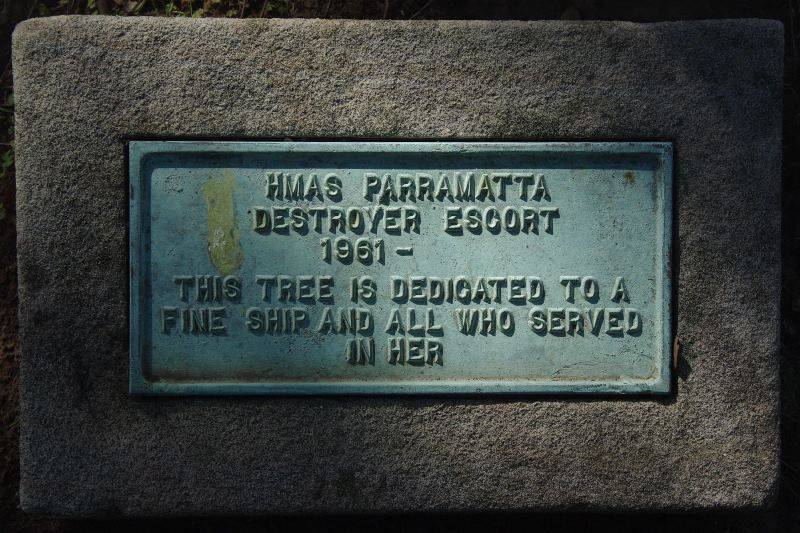 HMAS PARRAMATTA
DESTROYER ESCORT
1961 -
THIS TREE IS DEDICATED TO A
FINE SHIP AND ALL WHO SERVED
IN HER